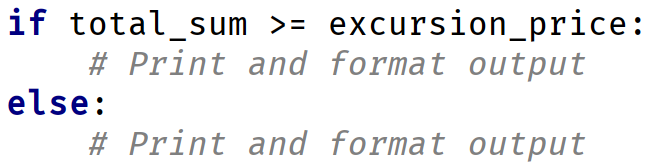 if total_sum >= excursion_price:
    # Print and format output
else:
    # Print and format output